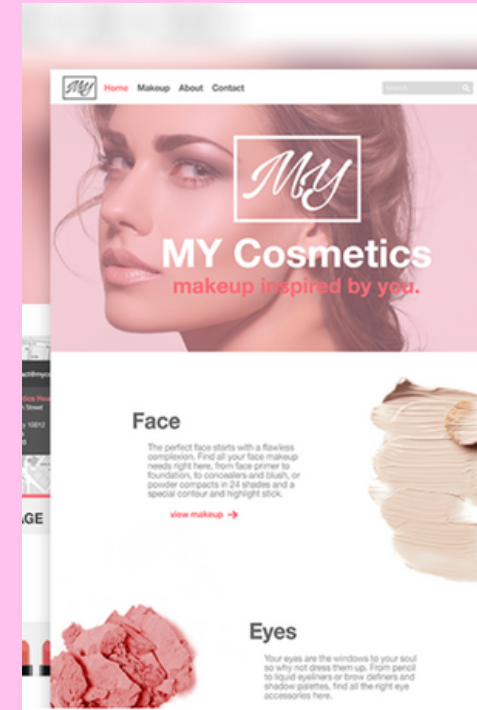 MY Home Makeup About Contact Search
MY
MY Cosmetics
makeup inspired by you.
Face
The perfect face starts with a flawless
complexion. Find all your face makeup
needs right here, from face primer to
foundation, to concealers and blush, or
powder compacts in 24 shades and a
special contour and highlight stick.
view makeup →
Eyes
Your eyes are the windows to your soul
so why not dress them up. From pencil
to liquid eyeliners or brow definers and
shadow palettes, find all the right eye
accessories here.
Street
10012
AGE